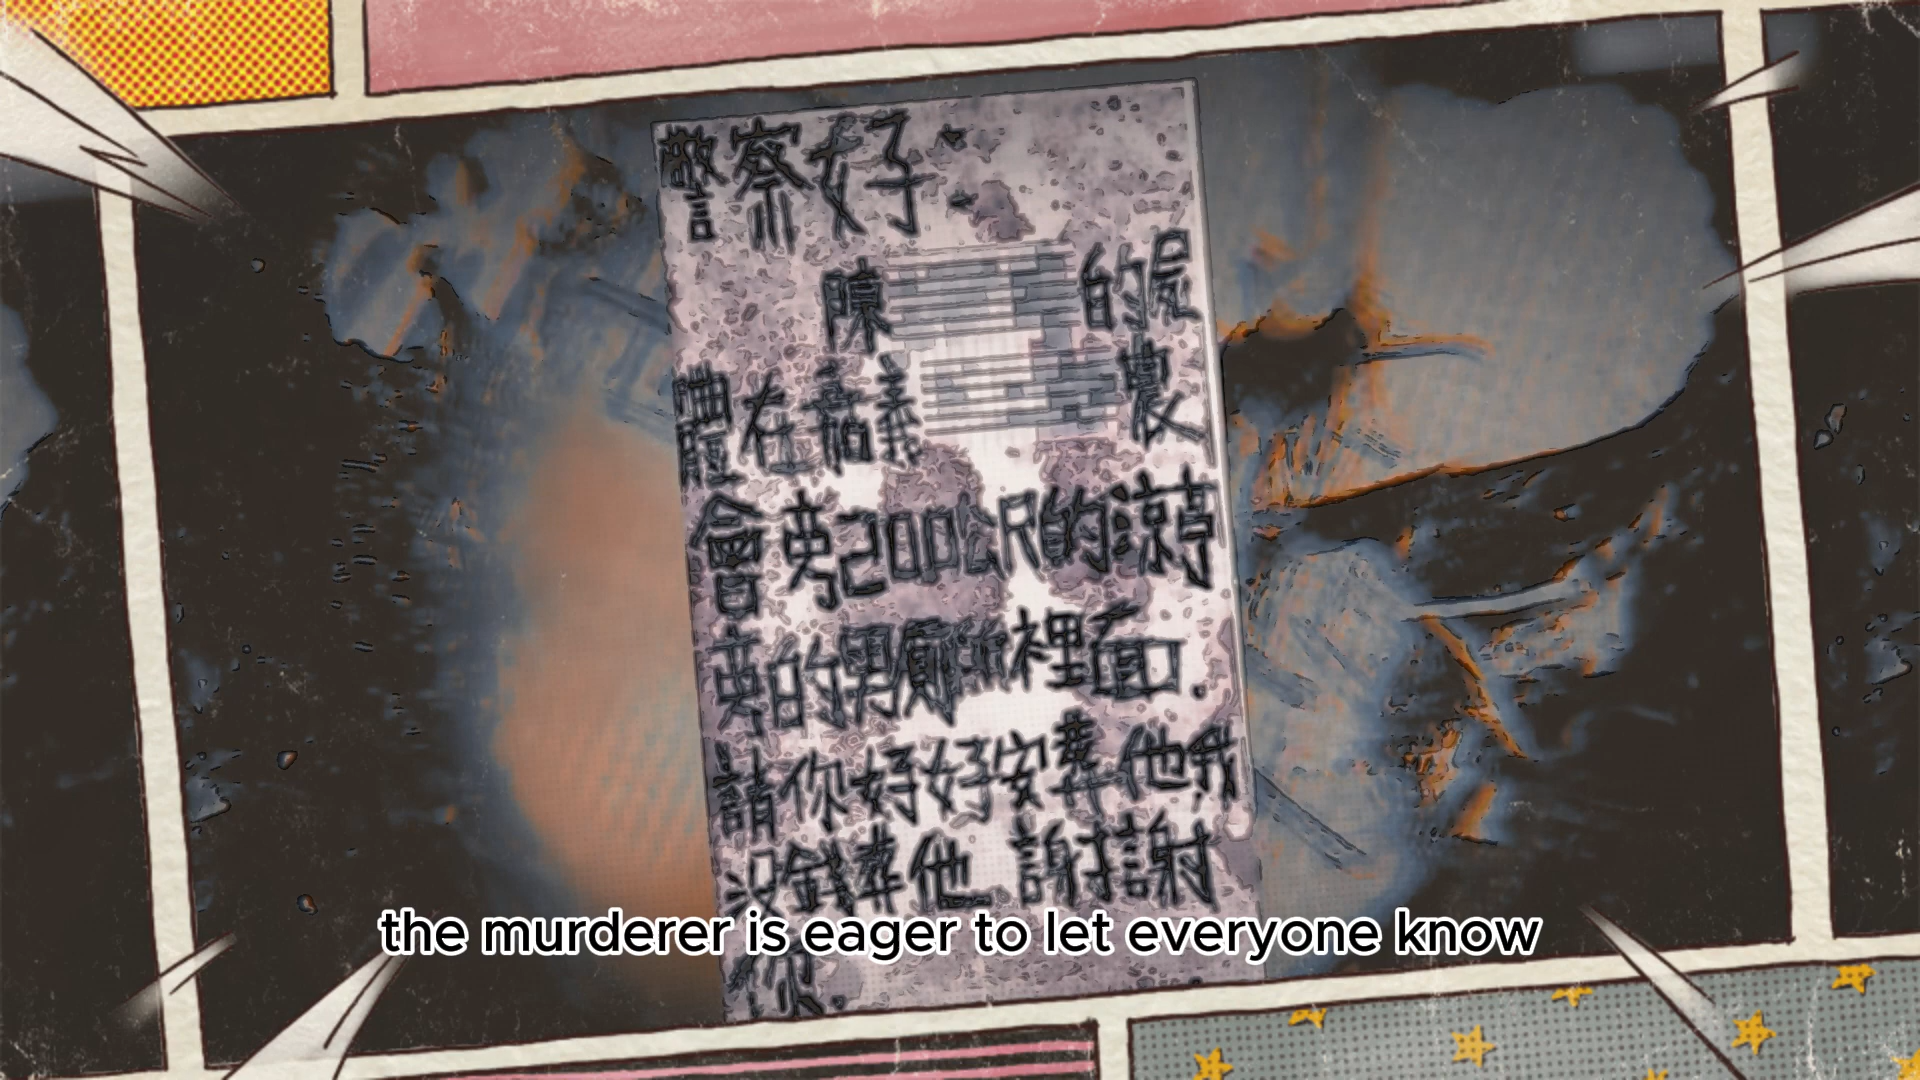 警察好:
陳
的屍
體在嘉義
農
會旁200公尺的涼亭
旁的男廁所裡面.
請你好好安葬他我
沒錢葬他 謝謝
你.
the murderer is eager to let everyone know